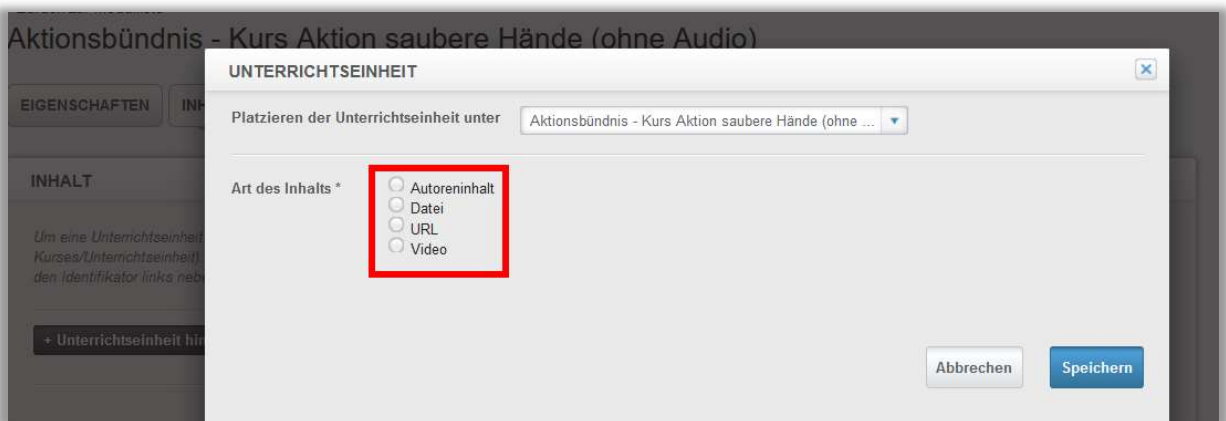 Aktionsbündnis - Kurs Aktion saubere Hände (ohne Audio)
UNTERRICHTSEINHEIT
EIGENSCHAFTEN
INH
Platzieren der Unterrichtseinheit unter
Aktionsbündnis - Kurs Aktion saubere Hände (ohne ...
INHALT
Art des Inhalts *
Autoreninhalt
Datei
URL
Video
Um eine Unterrichtseinheit
Kurses/Unterrichtseinheit).
den Identifikator links nebe
+ Unterrichtseinheit hin
Abbrechen
Speichern